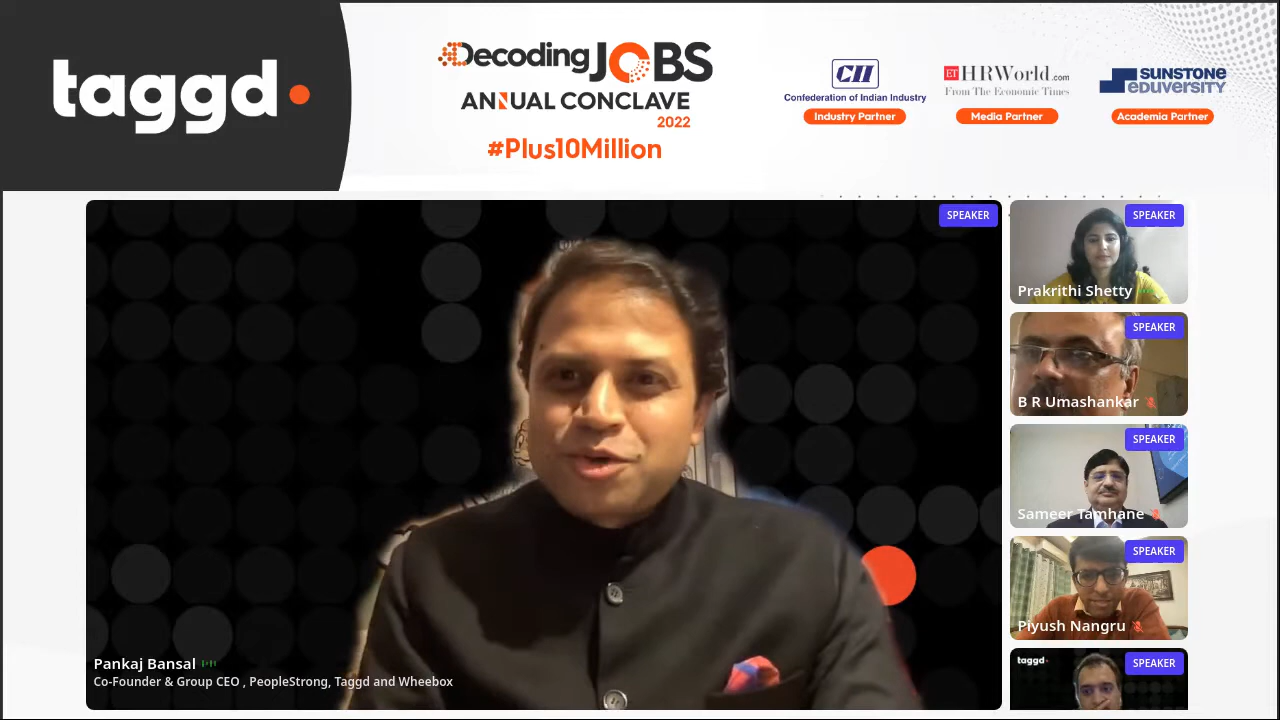 taggd
Decoding JOBS
ANNUAL CONCLAVE
2022
#Plus10Million
CII
Confederation of Indian Industry
Industry Partner
ET HRWorld.com
From The Economic Times
Media Partner
SUNSTONE
eDUVERSITY
Academia Partner
SPEAKER
Pankaj Bansal
Co-Founder & Group CEO , PeopleStrong, Taggd and Wheebox
SPEAKER
Prakrithi Shetty
SPEAKER
B R Umashankar
SPEAKER
Sameer Tamhane
SPEAKER
Piyush Nangru
taggd
SPEAKER